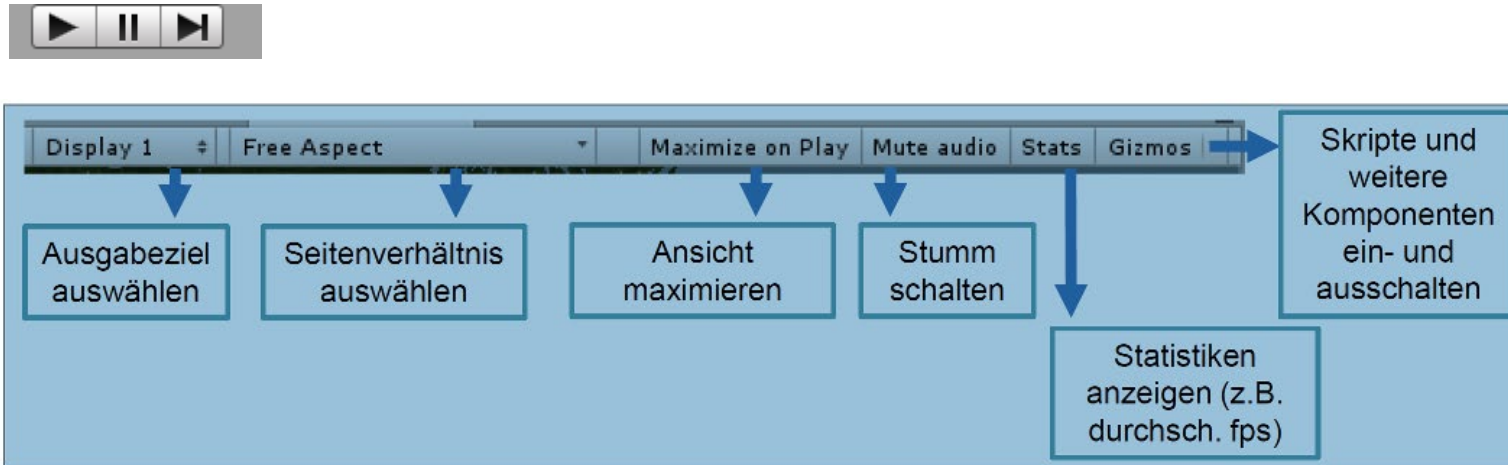 Display 1 Free Aspect Maximize on Play Mute audio Stats Gizmos
Ausgabeziel
auswählen
Seitenverhältnis
auswählen
Ansicht
maximieren
Stumm
schalten
Statistiken
anzeigen (z.B.
durchsch. fps)
Skripte und
weitere
Komponenten
ein- und
ausschalten